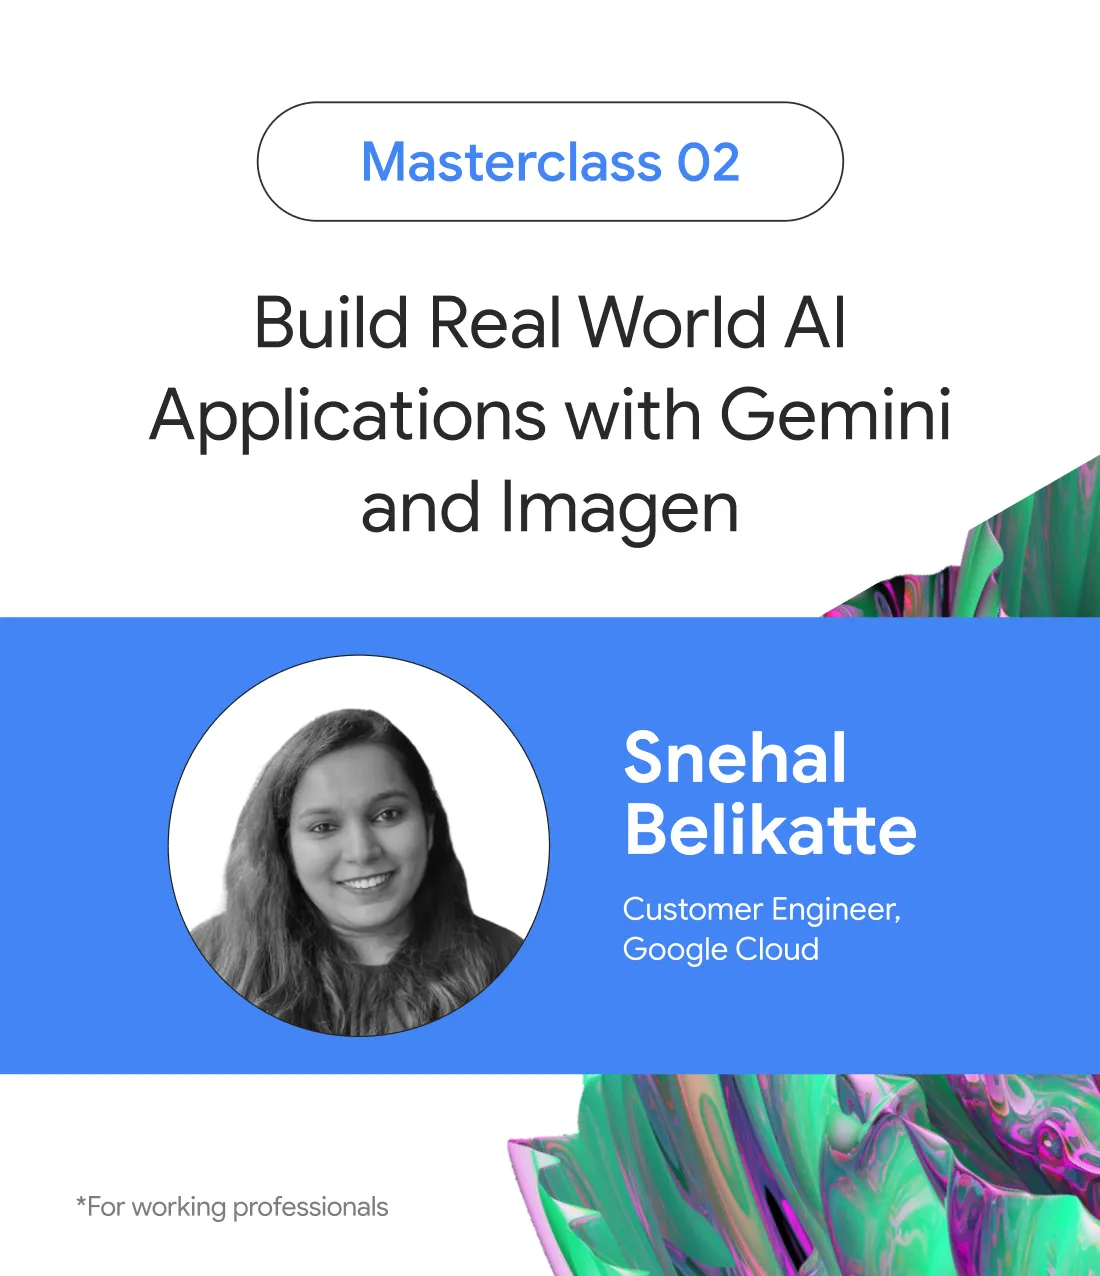 Masterclass 02
Build Real World AI
Applications with Gemini
and Imagen
Snehal
Belikatte
Customer Engineer,
Google Cloud
*For working professionals